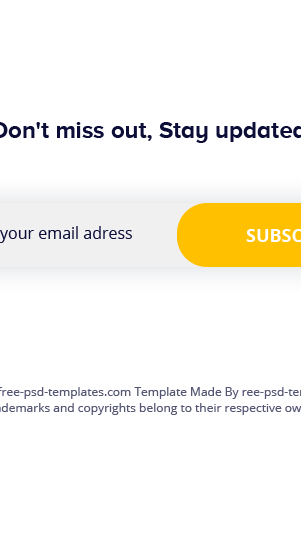 Don't miss out, Stay updated
your email adress
SUBSC
free-psd-templates.com Template Made By ree-psd-te
demarks and copyrights belong to their respective ow